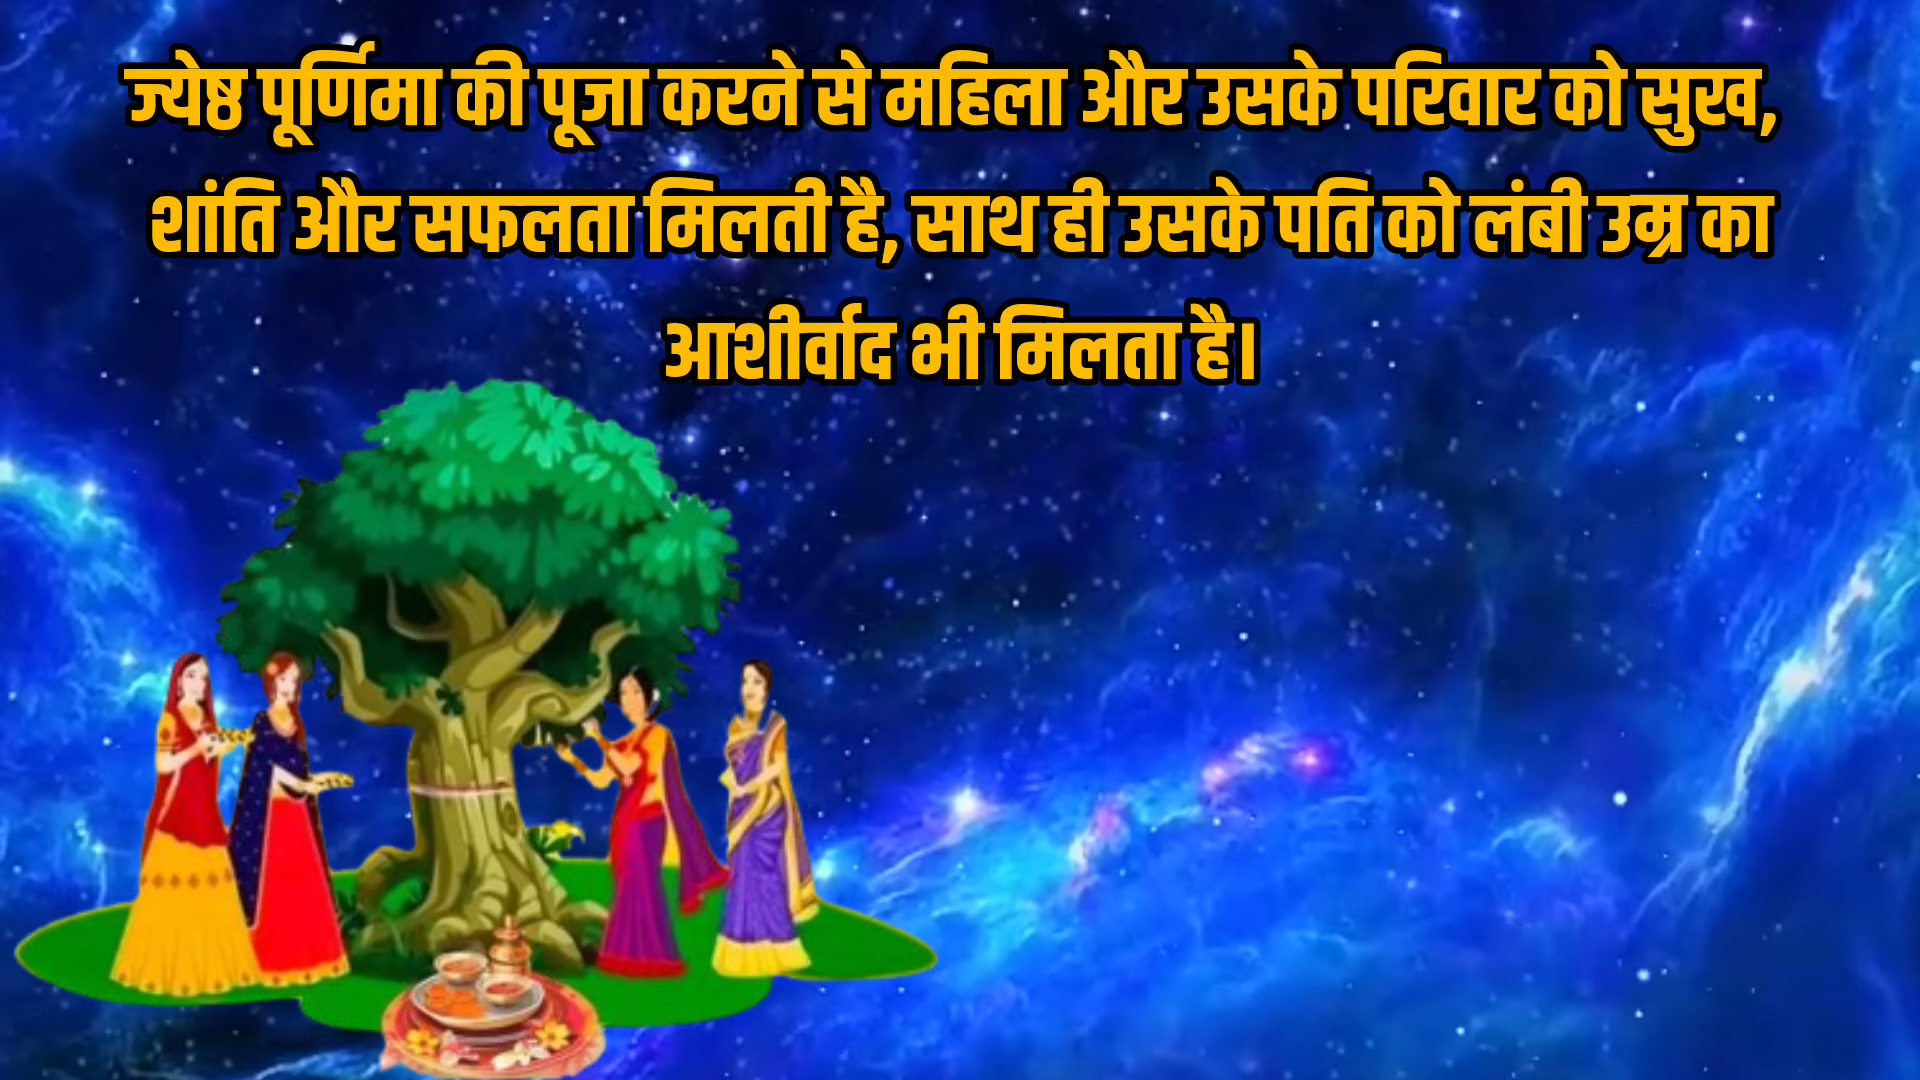 ज्येष्ठ पूर्णिमा की पूजा करने से महिला और उसके परिवार को सुख,
शांति और सफलता मिलती है, साथ ही उसके पति को लंबी उम्र का
आशीर्वाद भी मिलता है।